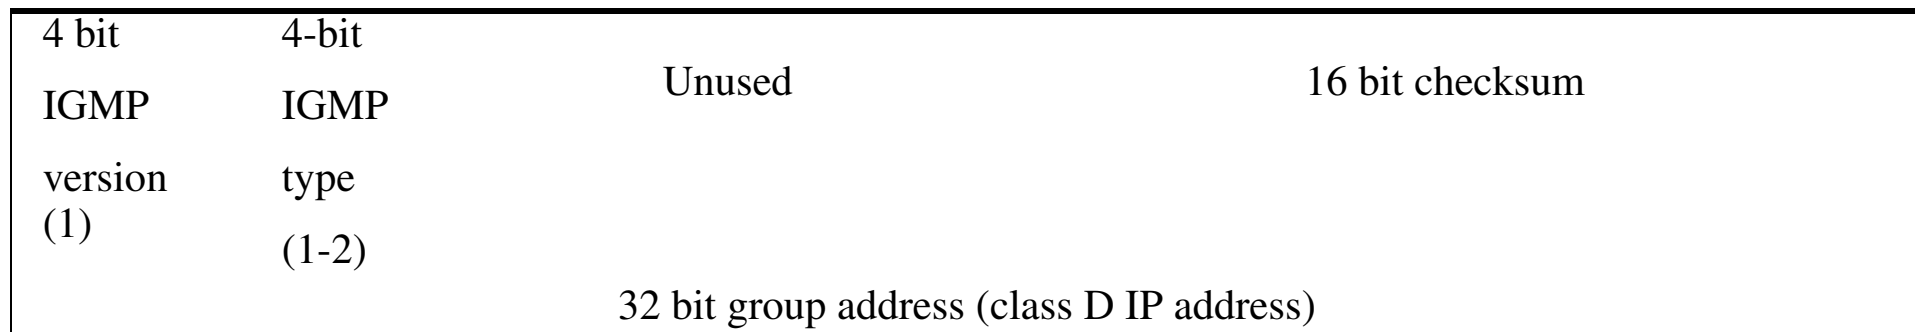 4 bit
IGMP
version
(1)
4-bit
IGMP
type
(1-2)
Unused
16 bit checksum
32 bit group address (class D IP address)